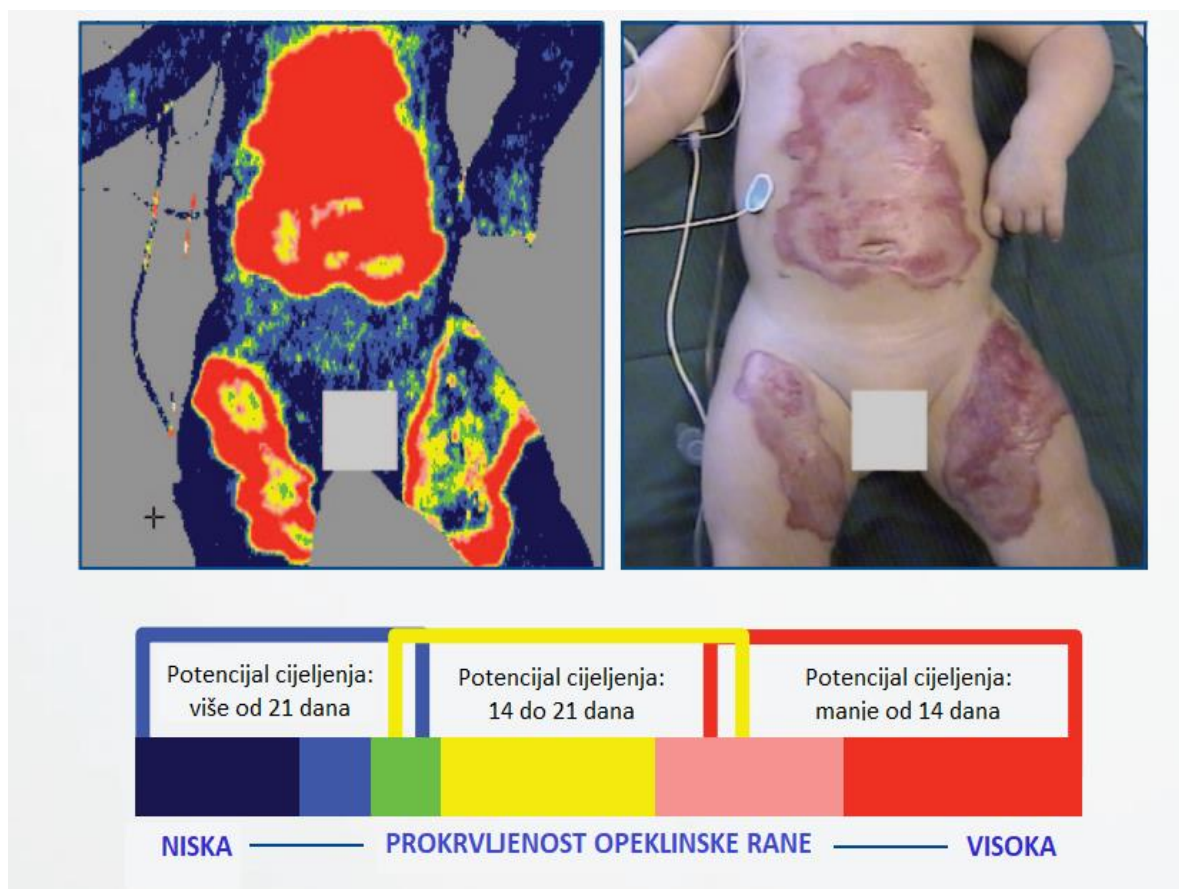 Potencijal cijeljenja:
više od 21 dana
Potencijal cijeljenja:
14 do 21 dana
Potencijal cijeljenja:
manje od 14 dana
NISKA
PROKRVLJENOST OPEKLINSKE RANE
VISOKA